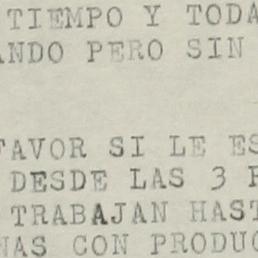 TIEMPO Y TODA
ANDO PERO SIN
FAVOR SI LE ES
DESDE LAS 3 P
TRABAJAN HAST
NAS CON PRODUC